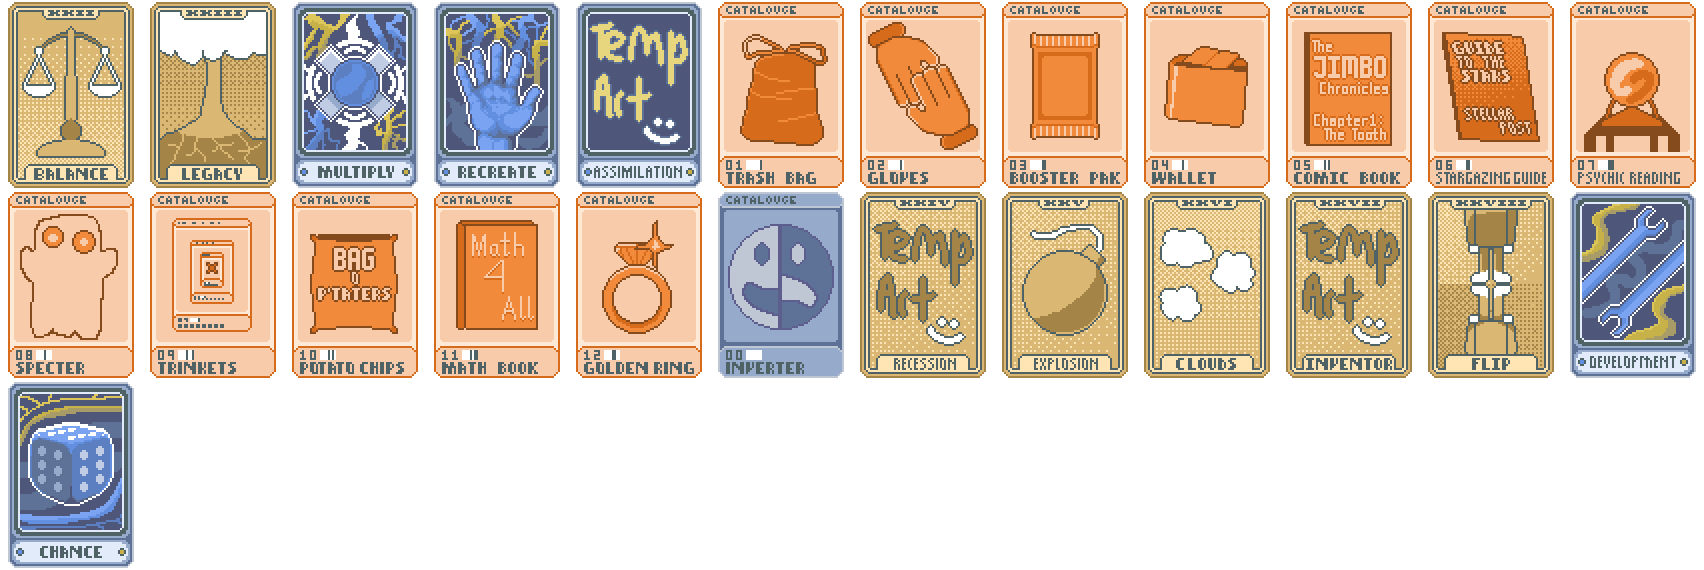 XXII
BALANCE
XXIII
LEGACY
MULTIPLY
RECREATE
Temp
Art
ASSIMILATION
CATALOUGE
01
TRASH BAG
CATALOUGE
02
GLOVES
CATALOUGE
03
BOOSTER PAK
CATALOUGE
04
WALLET
CATALOUGE
The
JIMBO
Chronicles
Chapter1:
The Tooth
05
COMIC BOOK
CATALOUGE
GUIDE
TO THE
STARS
STELLAR
POST
06
STARGAZING GUIDE
CATALOUGE
07
PSYCHIC READING
CATALOUGE
08
SPECTER
CATALOUGE
09
TRINKETS
CATALOUGE
BAG
O
P'TATERS
10
POTATO CHIPS
CATALOUGE
Math
4
All
11
MATH BOOK
CATALOUGE
12
GOLDEN RING
CATALOUGE
00
INVERTER
XXIV
Temp
Art
RECESSION
XXV
EXPLOSION
XXVI
CLOUDS
XXVII
Temp
Art
INVENTOR
XXVIII
FLIP
DEVELOPMENT
CHANCE